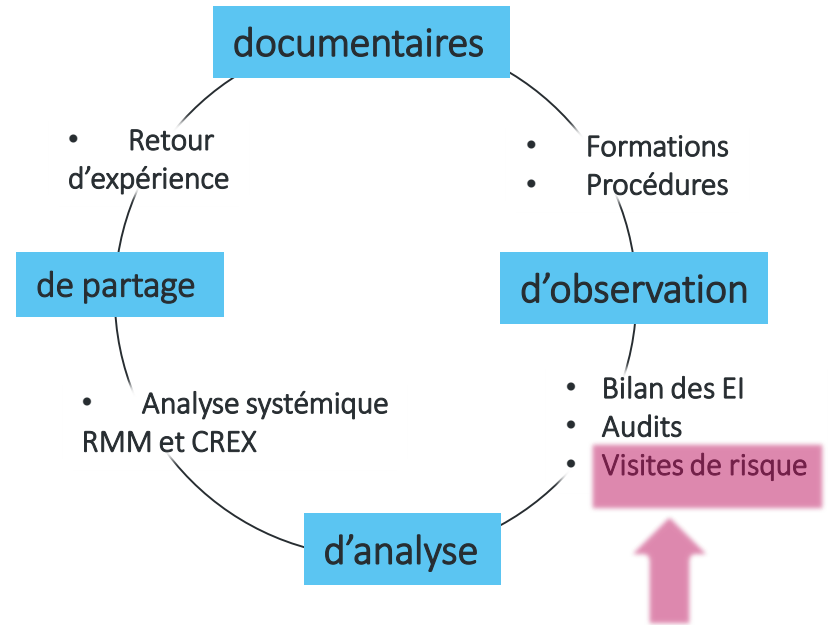 documentaires
• Retour
d’expérience
• Formations
• Procédures
de partage
d’observation
• Analyse systémique
RMM et CREX
• Bilan des EI
• Audits
• Visites de risque
d’analyse